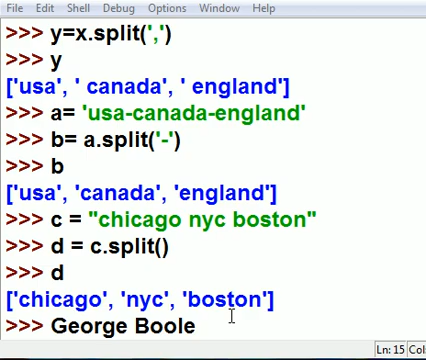 File Edit Shell Debug Options Window Help
>>> y=x.split(',')
>>> y
['usa', ' canada', ' england']
>>> a= 'usa-canada-england'
>>> b= a.split('-')
>>> b
['usa', 'canada', 'england']
>>> c = "chicago nyc boston"
>>> d = c.split()
>>> d
['chicago', 'nyc', 'boston']
>>> George Boole
Ln: 15 Col: